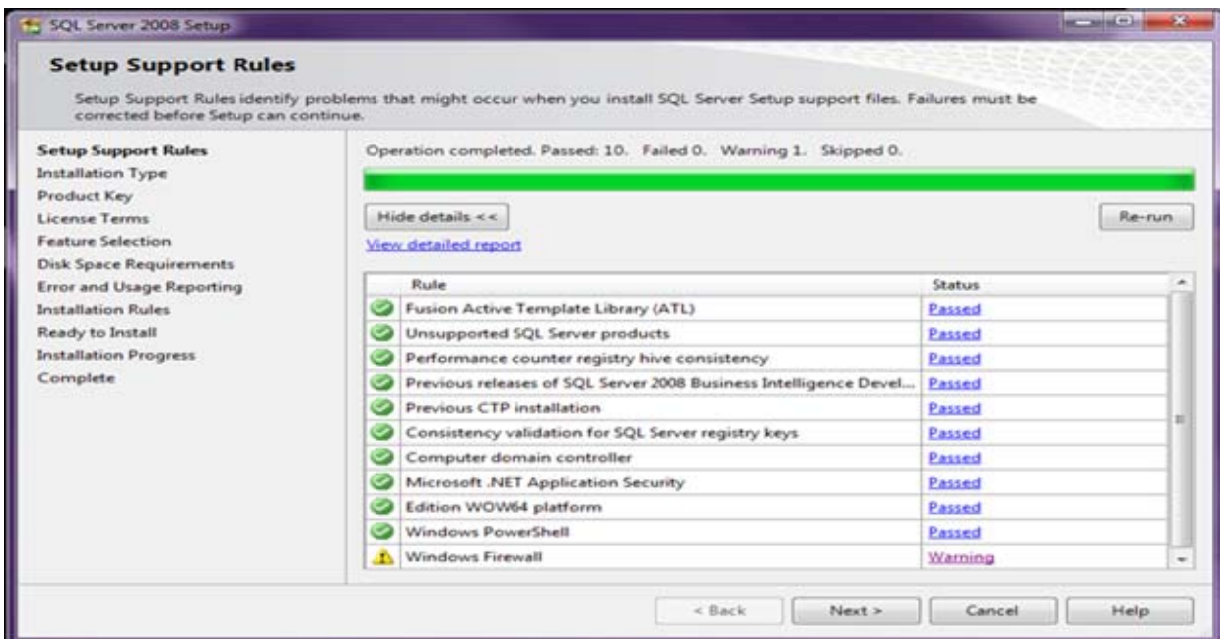 SQL Server 2008 Setup
Setup Support Rules
Setup Support Rules identify problems that might occur when you install SQL Server Setup support files. Failures must be
corrected before Setup can continue.
Setup Support Rules
Installation Type
Product Key
License Terms
Feature Selection
Disk Space Requirements
Error and Usage Reporting
Installation Rules
Ready to Install
Installation Progress
Complete
Operation completed. Passed: 10. Failed 0. Warning 1. Skipped 0.
Hide details <<
Re-run
View detailed report
Rule Status
Fusion Active Template Library (ATL) Passed
Unsupported SQL Server products Passed
Performance counter registry hive consistency Passed
Previous releases of SQL Server 2008 Business Intelligence Devel... Passed
Previous CTP installation Passed
Consistency validation for SQL Server registry keys Passed
Computer domain controller Passed
Microsoft .NET Application Security Passed
Edition WOW64 platform Passed
Windows PowerShell Passed
Windows Firewall Warning
< Back Next > Cancel Help